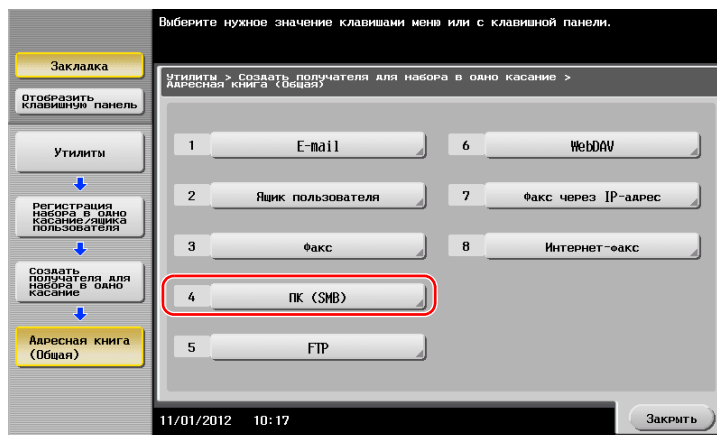 Выберите нужное значение клавишами меню или с клавишной панели.
Закладка
Отобразить
клавишную панель
Утилиты > Создать получателя для набора в одно касание >
Адресная книга (Общая)
Утилиты
Регистрация
набора в одно
касание/ящика
пользователя
Создать
получателя для
набора в одно
касание
Адресная книга
(Общая)
1 E-mail
2 Ящик пользователя
3 Факс
4 ПК (SMB)
5 FTP
6 WebDAV
7 Факс через IP-адрес
8 Интернет-факс
11/01/2012 10:17
Закрыть